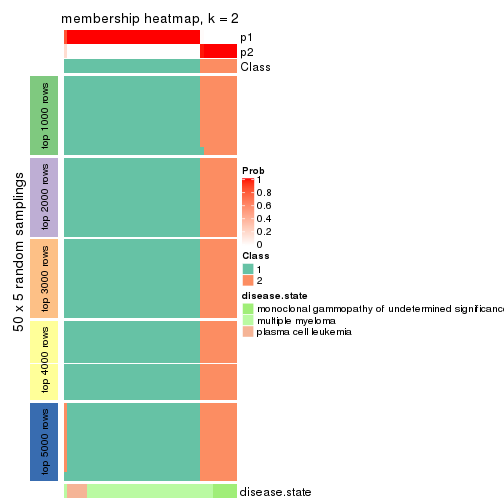 membership heatmap, k = 2
p1
p2
Class
50 x 5 random samplings
top 1000 rows
top 2000 rows
top 3000 rows
top 4000 rows
top 5000 rows
Prob
1
0.8
0.6
0.4
0.2
0
Class
1
2
disease.state
monoclonal gammopathy of undetermined significance
multiple myeloma
plasma cell leukemia
disease.state